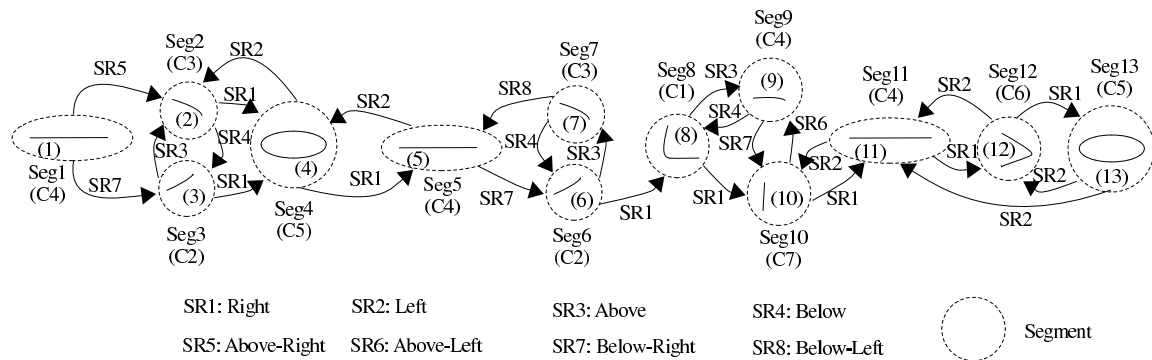 Seg9
(C4)
Seg2
(C3)
SR2
Seg7
(C3)
Seg8
(C1)
SR3
(9)
Seg11
(C4)
SR2
Seg12
(C6)
Seg13
(C5)
SR5
SR1
SR8
SR4
SR1
(2)
SR2
(7)
(1)
SR4
(4)
(5)
SR4
(8)
SR7
SR6
(11)
SR1
(12)
Seg1
(C4)
SR3
SR3
SR2
SR2
(13)
SR7
(3)
SR1
SR1
Seg5
(C4)
SR7
(6)
SR1
SR1
(10)
SR1
SR2
Seg3
(C2)
Seg4
(C5)
Seg6
(C2)
Seg10
(C7)
SR1: Right
SR2: Left
SR3: Above
SR4: Below
SR5: Above-Right
SR6: Above-Left
SR7: Below-Right
SR8: Below-Left
Segment